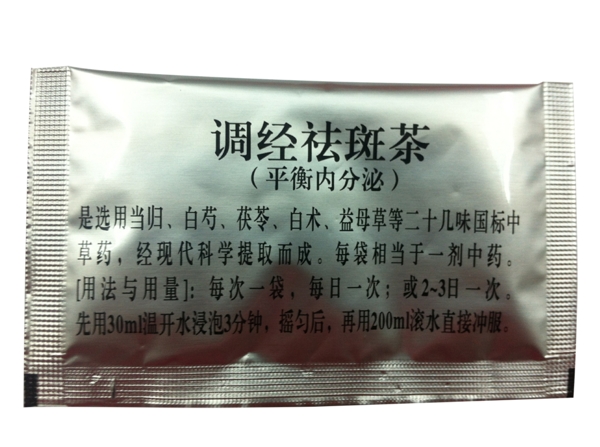 调经祛斑茶
（平衡内分泌）
是选用当归、白芍、茯苓、白术、益母草等二十几味国标中
草药，经现代科学提取而成。每袋相当于一剂中药。
[用法与用量]：每次一袋，每日一次；或2~3日一次。
先用30ml温开水浸泡3分钟，摇匀后，再用200ml滚水直接冲服。